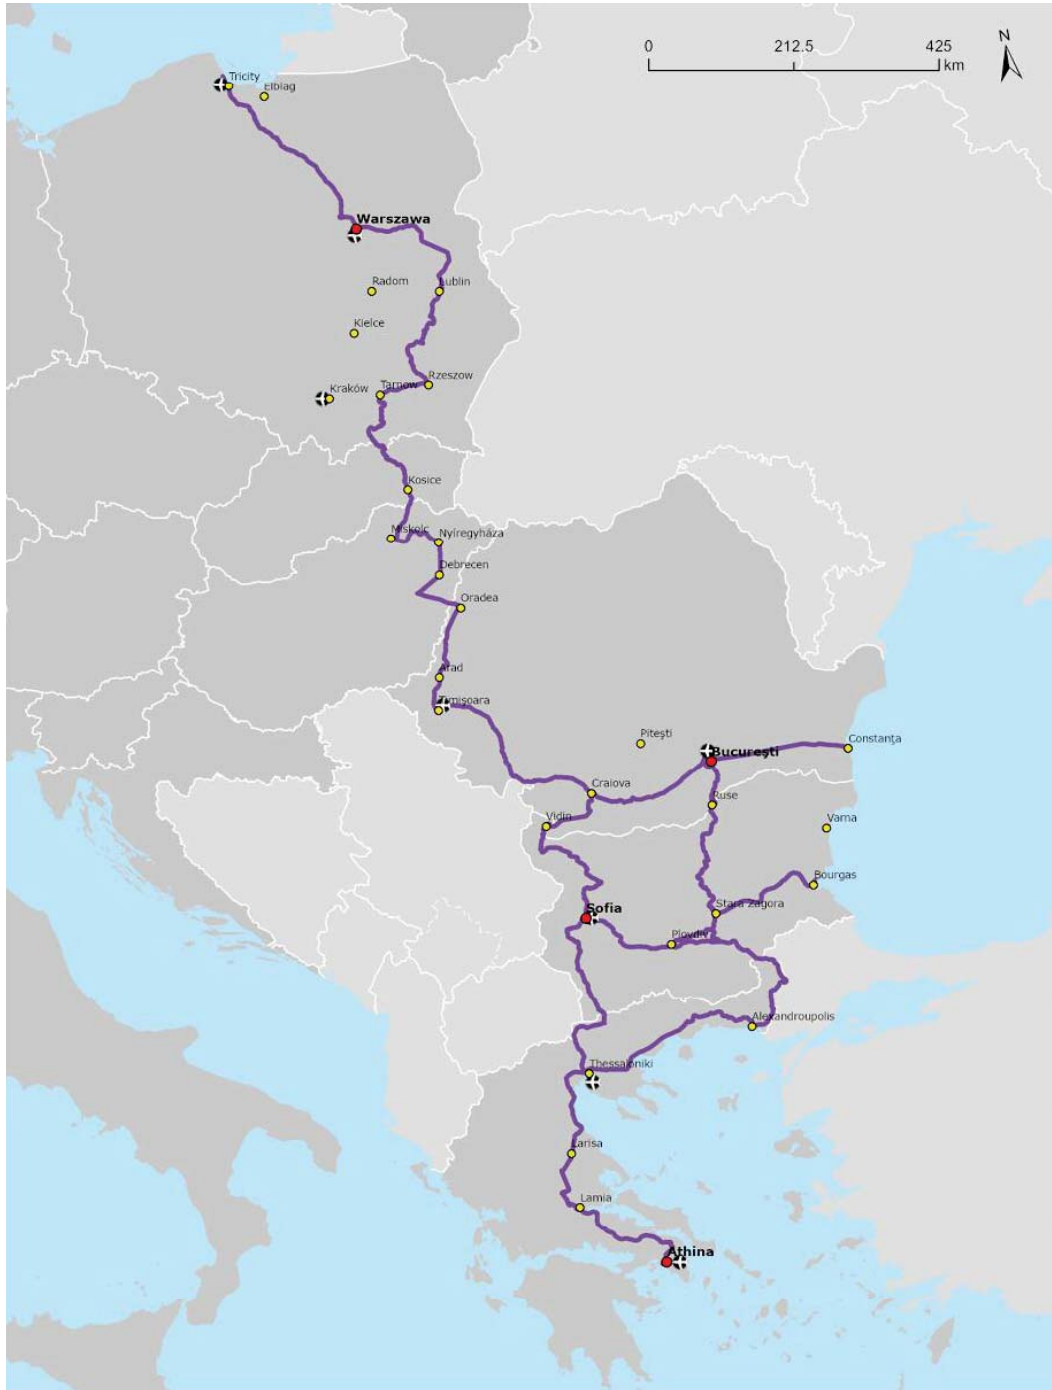 0 212.5 425
km
N
Tricity
Elbląg
Warszawa
Radom
Lublin
Kielce
Rzeszow
Kraków
Tarnow
Kosice
Miskolc
Nyíregyháza
Debrecen
Oradea
Arad
Timişoara
Piteşti
Bucureşti
Constanţa
Craiova
Ruse
Vidin
Varna
Bourgas
Sofia
Stara Zagora
Plovdiv
Alexandroupolis
Thessaloniki
Larisa
Lamia
Athina